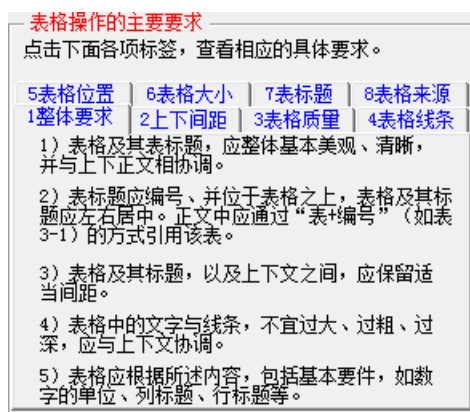 表格操作的主要要求
点击下面各项标签，查看相应的具体要求。
5表格位置 6表格大小 7表标题 8表格来源
1整体要求 2上下间距 3表格质量 4表格线条
1）表格及其表标题，应整体基本美观、清晰，
并与上下正文相协调。
2）表标题应编号、并位于表格之上，表格及其标
题应左右居中。正文中应通过“表+编号”（如表
3-1）的方式引用该表。
3）表格及其标题，以及上下文之间，应保留适
当间距。
4）表格中的文字与线条，不宜过大、过粗、过
深，应与上下文协调。
5）表格应根据所述内容，包括基本要件，如数
字的单位、列标题、行标题等。